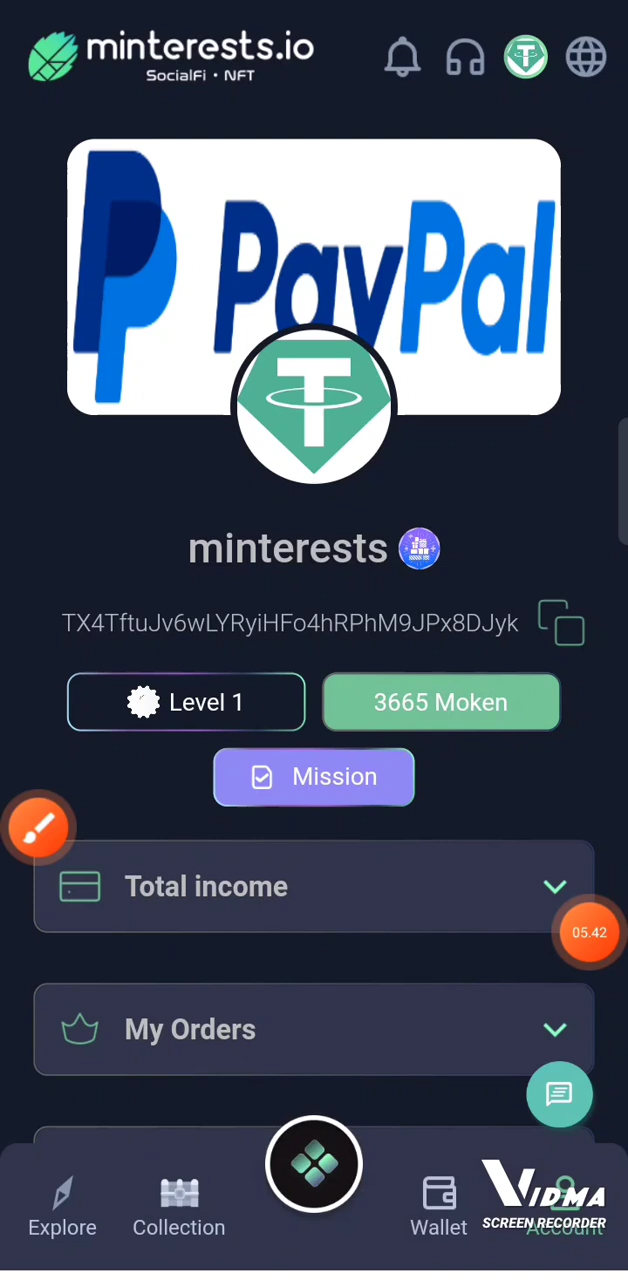 minterests.io
SocialFi • NFT
PayPal
minterests
TX4TftuJv6wLYRyiHFo4hRPhM9JPx8DJyk
Level 1
3665 Moken
Mission
Total income
05.42
My Orders
Explore
Collection
Wallet
Account
VIDMA
SCREEN RECORDER